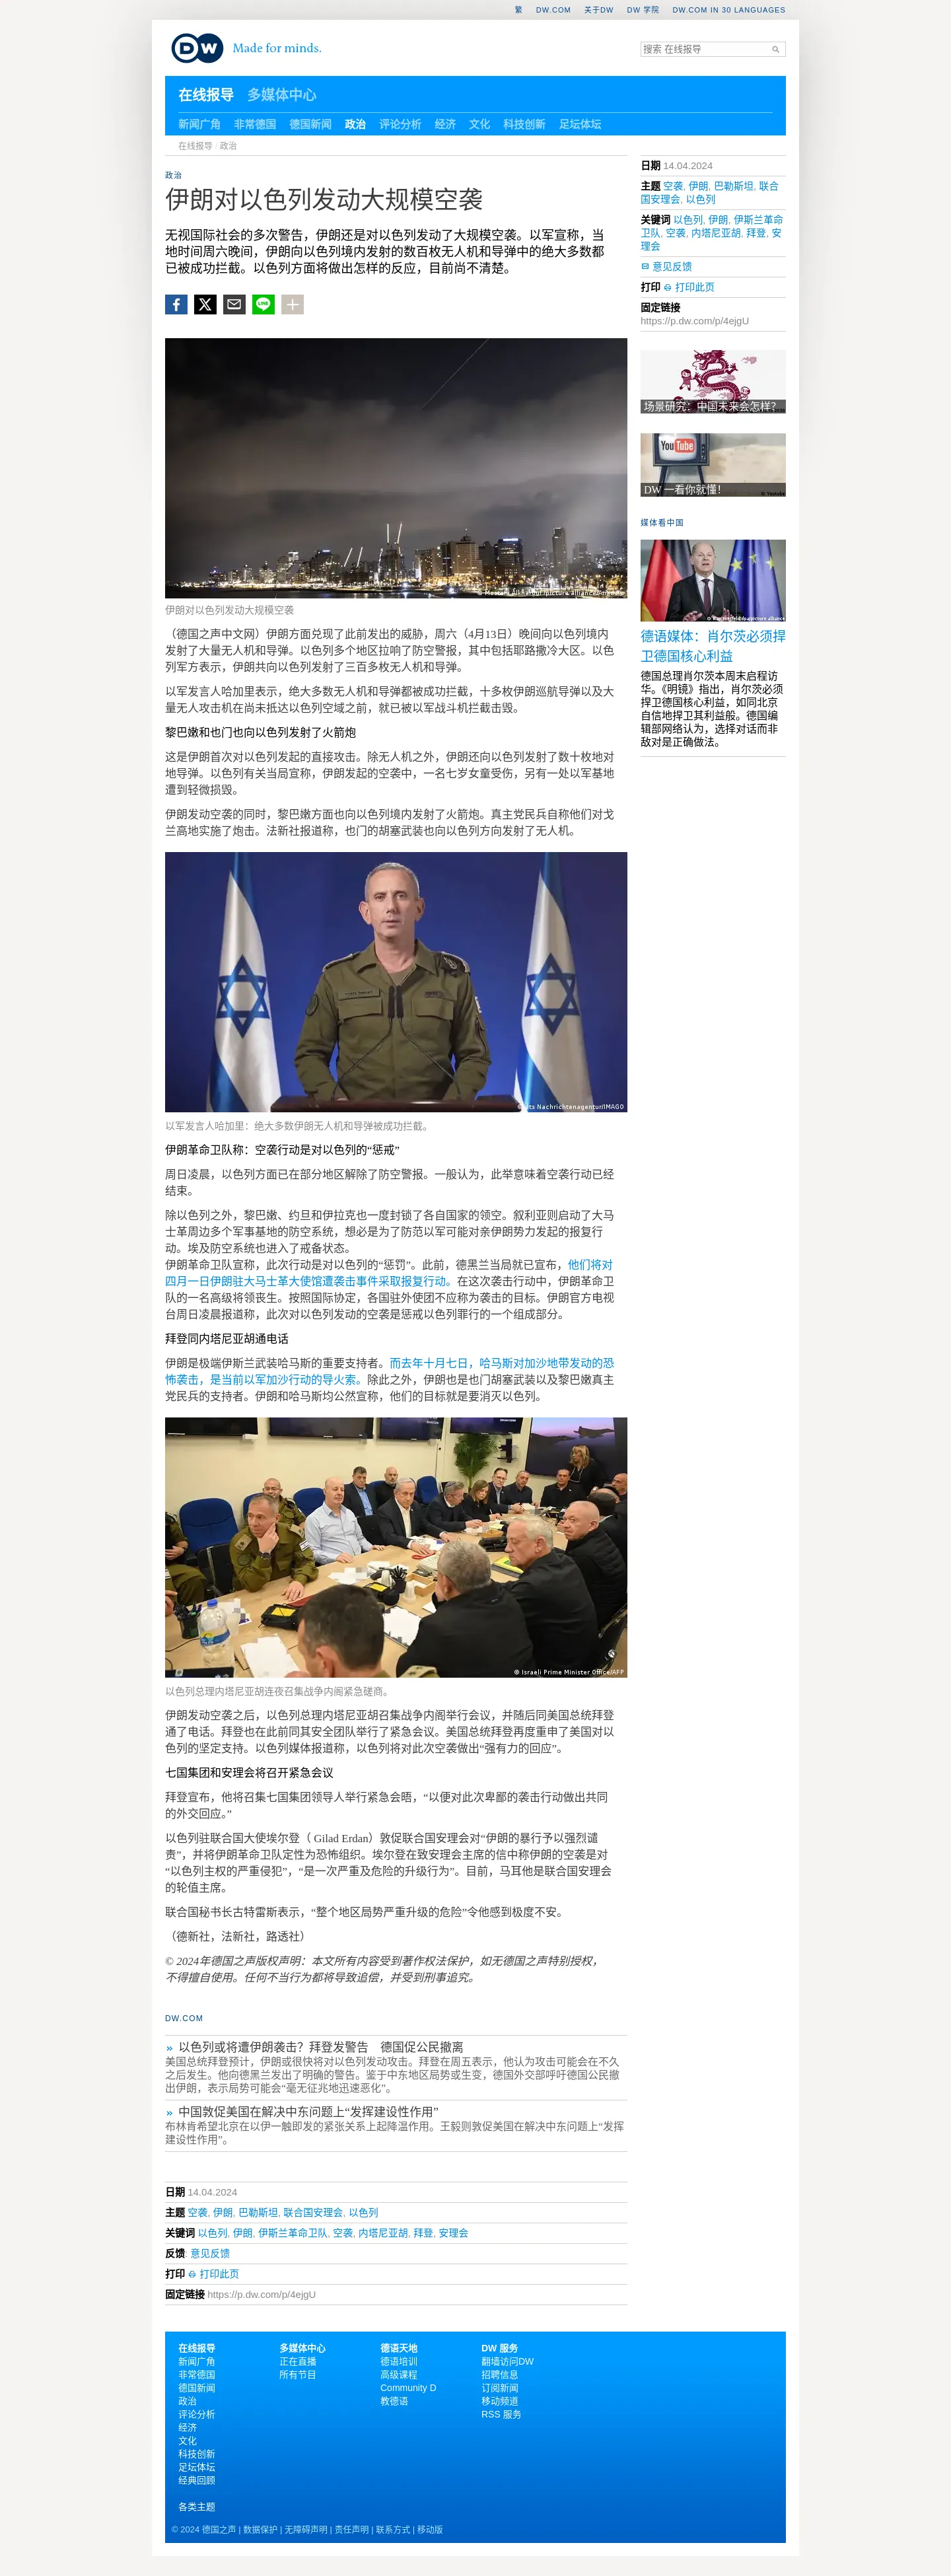 繁 DW.COM 关于DW DW 学院 DW.COM IN 30 LANGUAGES
DW Made for minds.
搜索 在线报导
在线报导 多媒体中心
新闻广角 非常德国 德国新闻 政治 评论分析 经济 文化 科技创新 足坛体坛
在线报导 / 政治
政治
伊朗对以色列发动大规模空袭
无视国际社会的多次警告，伊朗还是对以色列发动了大规模空袭。以军宣称，当
地时间周六晚间，伊朗向以色列境内发射的数百枚无人机和导弹中的绝大多数都
已被成功拦截。以色列方面将做出怎样的反应，目前尚不清楚。
LINE
伊朗对以色列发动大规模空袭
（德国之声中文网）伊朗方面兑现了此前发出的威胁，周六（4月13日）晚间向以色列境内
发射了大量无人机和导弹。以色列多个地区拉响了防空警报，其中包括耶路撒冷大区。以色
列军方表示，伊朗共向以色列发射了三百多枚无人机和导弹。
以军发言人哈加里表示，绝大多数无人机和导弹都被成功拦截，十多枚伊朗巡航导弹以及大
量无人攻击机在尚未抵达以色列空域之前，就已被以军战斗机拦截击毁。
黎巴嫩和也门也向以色列发射了火箭炮
这是伊朗首次对以色列发起的直接攻击。除无人机之外，伊朗还向以色列发射了数十枚地对
地导弹。以色列有关当局宣称，伊朗发起的空袭中，一名七岁女童受伤，另有一处以军基地
遭到轻微损毁。
伊朗发动空袭的同时，黎巴嫩方面也向以色列境内发射了火箭炮。真主党民兵自称他们对戈
兰高地实施了炮击。法新社报道称，也门的胡塞武装也向以色列方向发射了无人机。
Nachrichtenagentur/IMAGO
以军发言人哈加里：绝大多数伊朗无人机和导弹被成功拦截。
伊朗革命卫队称：空袭行动是对以色列的“惩戒”
周日凌晨，以色列方面已在部分地区解除了防空警报。一般认为，此举意味着空袭行动已经
结束。
除以色列之外，黎巴嫩、约旦和伊拉克也一度封锁了各自国家的领空。叙利亚则启动了大马
士革周边多个军事基地的防空系统，想必是为了防范以军可能对亲伊朗势力发起的报复行
动。埃及防空系统也进入了戒备状态。
伊朗革命卫队宣称，此次行动是对以色列的“惩罚”。此前，德黑兰当局就已宣布，他们将对
四月一日伊朗驻大马士革大使馆遭袭击事件采取报复行动。在这次袭击行动中，伊朗革命卫
队的一名高级将领丧生。按照国际协定，各国驻外使团不应称为袭击的目标。伊朗官方电视
台周日凌晨报道称，此次对以色列发动的空袭是惩戒以色列罪行的一个组成部分。
拜登同内塔尼亚胡通电话
伊朗是极端伊斯兰武装哈马斯的重要支持者。而去年十月七日，哈马斯对加沙地带发动的恐
怖袭击，是当前以军加沙行动的导火索。除此之外，伊朗也是也门胡塞武装以及黎巴嫩真主
党民兵的支持者。伊朗和哈马斯均公然宣称，他们的目标就是要消灭以色列。
© Israeli Prime Minister Office/AFP
以色列总理内塔尼亚胡连夜召集战争内阁紧急磋商。
伊朗发动空袭之后，以色列总理内塔尼亚胡召集战争内阁举行会议，并随后同美国总统拜登
通了电话。拜登也在此前同其安全团队举行了紧急会议。美国总统拜登再度重申了美国对以
色列的坚定支持。以色列媒体报道称，以色列将对此次空袭做出“强有力的回应”。
七国集团和安理会将召开紧急会议
拜登宣布，他将召集七国集团领导人举行紧急会晤，“以便对此次卑鄙的袭击行动做出共同
的外交回应。”
以色列驻联合国大使埃尔登（ Gilad Erdan）敦促联合国安理会对“伊朗的暴行予以强烈谴
责”，并将伊朗革命卫队定性为恐怖组织。埃尔登在致安理会主席的信中称伊朗的空袭是对
“以色列主权的严重侵犯”，“是一次严重及危险的升级行为”。目前，马耳他是联合国安理会
的轮值主席。
联合国秘书长古特雷斯表示，“整个地区局势严重升级的危险”令他感到极度不安。
（德新社，法新社，路透社）
© 2024年德国之声版权声明：本文所有内容受到著作权法保护，如无德国之声特别授权，
不得擅自使用。任何不当行为都将导致追偿，并受到刑事追究。
DW.COM
» 以色列或将遭伊朗袭击？拜登发警告 德国促公民撤离
美国总统拜登预计，伊朗或很快将对以色列发动攻击。拜登在周五表示，他认为攻击可能会在不久
之后发生。他向德黑兰发出了明确的警告。鉴于中东地区局势或生变，德国外交部呼吁德国公民撤
出伊朗，表示局势可能会“毫无征兆地迅速恶化”。
» 中国敦促美国在解决中东问题上“发挥建设性作用”
布林肯希望北京在以伊一触即发的紧张关系上起降温作用。王毅则敦促美国在解决中东问题上“发挥
建设性作用”。
日期 14.04.2024
主题 空袭, 伊朗, 巴勒斯坦, 联合国安理会, 以色列
关键词 以色列, 伊朗, 伊斯兰革命卫队, 空袭, 内塔尼亚胡, 拜登, 安理会
反馈: 意见反馈
打印 打印此页
固定链接 https://p.dw.com/p/4ejgU
日期 14.04.2024
主题 空袭, 伊朗, 巴勒斯坦, 联合
国安理会, 以色列
关键词 以色列, 伊朗, 伊斯兰革命
卫队, 空袭, 内塔尼亚胡, 拜登, 安
理会
意见反馈
打印 打印此页
固定链接
https://p.dw.com/p/4ejgU
场景研究：中国未来会怎样？
YouTube
DW 一看你就懂！
媒体看中国
德语媒体：肖尔茨必须捍
卫德国核心利益
德国总理肖尔茨本周末启程访
华。《明镜》指出，肖尔茨必须
捍卫德国核心利益，如同北京
自信地捍卫其利益般。德国编
辑部网络认为，选择对话而非
敌对是正确做法。
在线报导
新闻广角
非常德国
德国新闻
政治
评论分析
经济
文化
科技创新
足坛体坛
经典回顾
各类主题
多媒体中心
正在直播
所有节目
德语天地
德语培训
高级课程
Community D
教德语
DW 服务
翻墙访问DW
招聘信息
订阅新闻
移动频道
RSS 服务
© 2024 德国之声 | 数据保护 | 无障碍声明 | 责任声明 | 联系方式 | 移动版